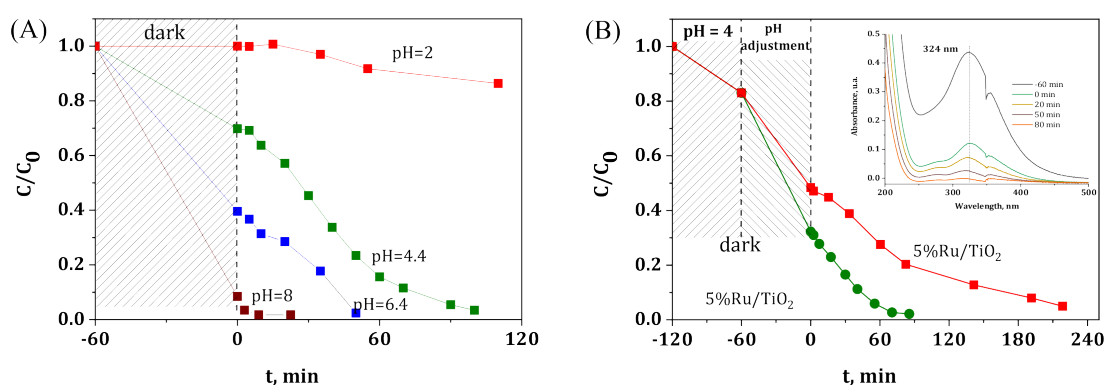 (A)
dark
pH=2
pH=4.4
pH=6.4
pH=8
1.0
0.8
0.6
0.4
0.2
0.0
C/C0
-60
0
60
120
t, min
(B)
pH = 4
pH
adjustment
dark
5%Ru/TiO2
5%Ru/TiO2
1.0
0.8
0.6
0.4
0.2
0.0
C/C0
-120
-60
0
60
120
180
240
t, min
324 nm
-60 min
0 min
20 min
50 min
80 min
0.5
0.4
0.3
0.2
0.1
0.0
Absorbance, u.a.
200
300
400
500
Wavelength, nm